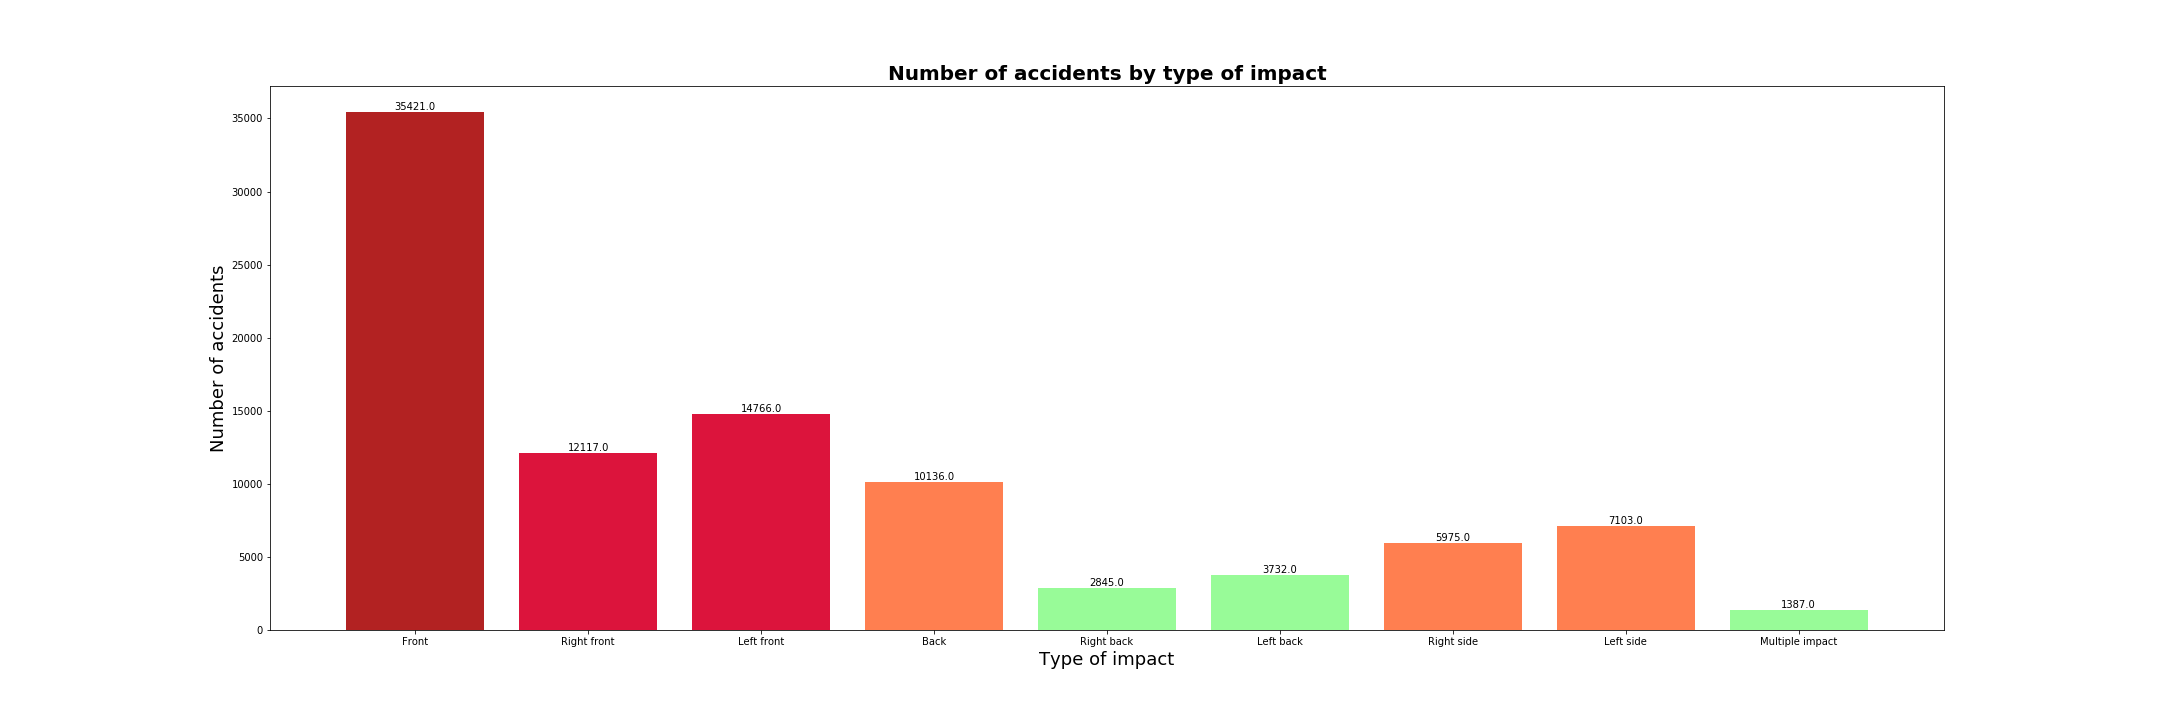 Number of accidents by type of impact
Number of accidents
35000
30000
25000
20000
15000
10000
5000
0
35421.0
12117.0
14766.0
10136.0
2845.0
3732.0
5975.0
7103.0
1387.0
Front
Right front
Left front
Back
Right back
Left back
Right side
Left side
Multiple impact
Type of impact